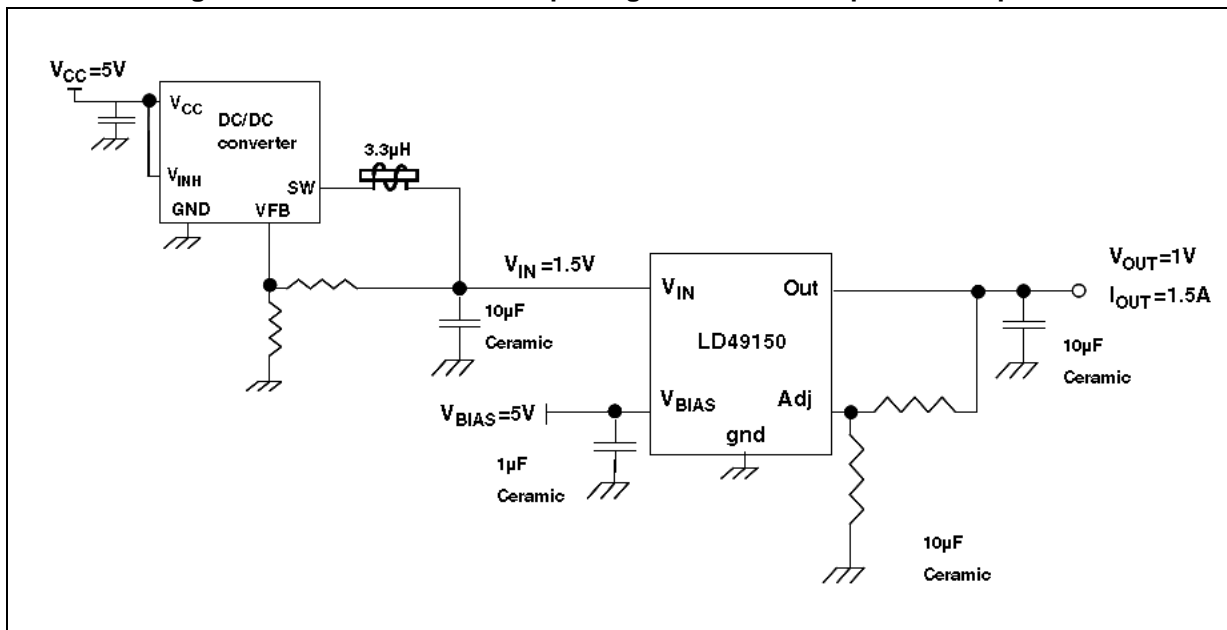 V_CC=5V
V_CC
DC/DC
converter
V_INH
SW
GND
VFB
3.3µH
V_IN=1.5V
10µF
Ceramic
V_IN
Out
LD49150
V_BIAS
Adj
gnd
V_BIAS=5V
1µF
Ceramic
V_OUT=1V
I_OUT=1.5A
10µF
Ceramic
10µF
Ceramic